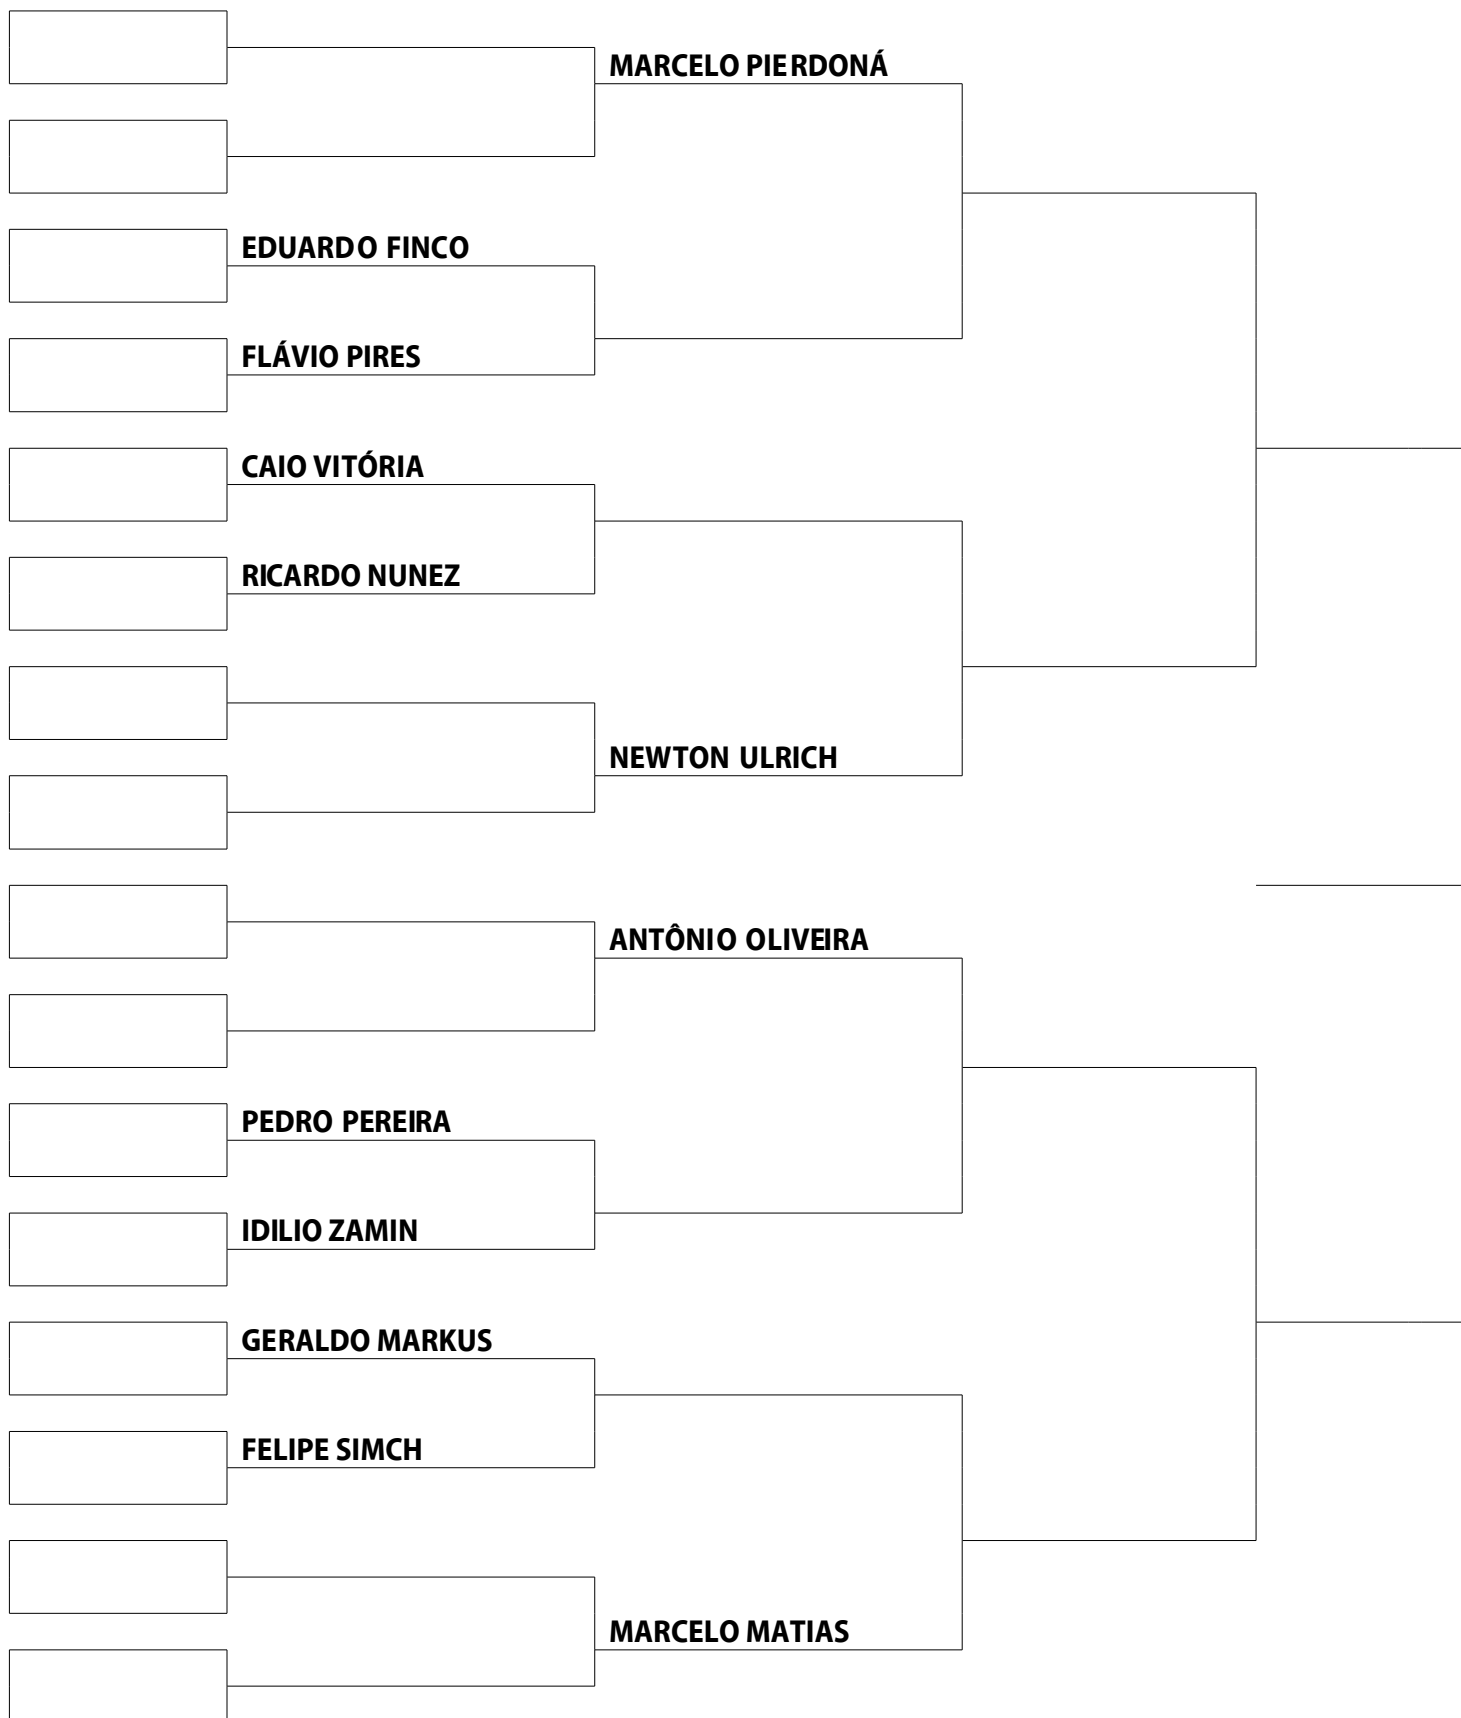 MARCELO PIERDONÁ
EDUARDO FINCO
FLÁVIO PIRES
CAIO VITÓRIA
RICARDO NUNEZ
NEWTON ULRICH
ANTÔNIO OLIVEIRA
PEDRO PEREIRA
IDILIO ZAMIN
GERALDO MARKUS
FELIPE SIMCH
MARCELO MATIAS